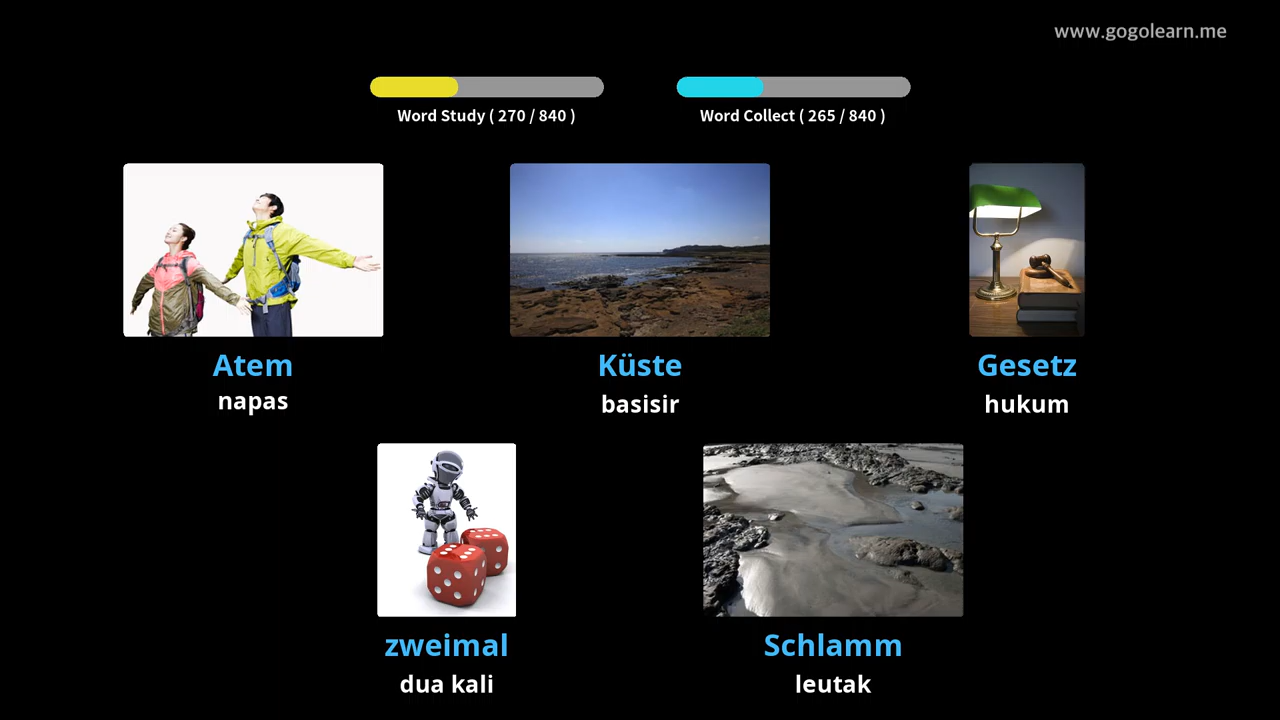 www.gogolearn.me
Word Study ( 270 / 840 )
Word Collect ( 265 / 840 )
Atem
napas
Küste
basisir
Gesetz
hukum
zweimal
dua kali
Schlamm
leutak